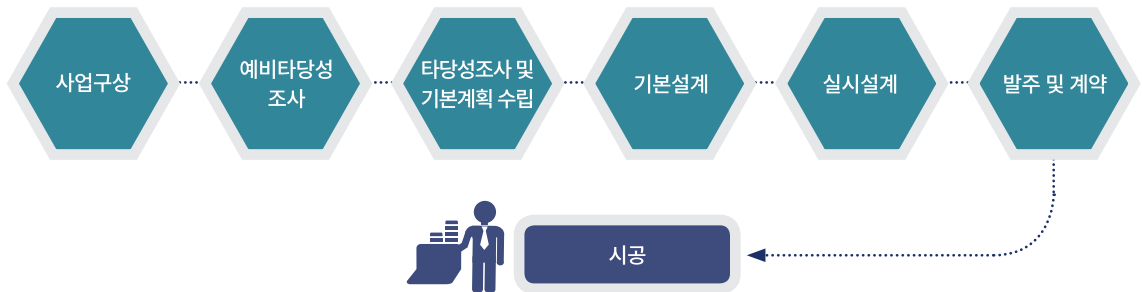 사업구상
예비타당성
조사
타당성조사 및
기본계획 수립
기본설계
실시설계
발주 및 계약
시공